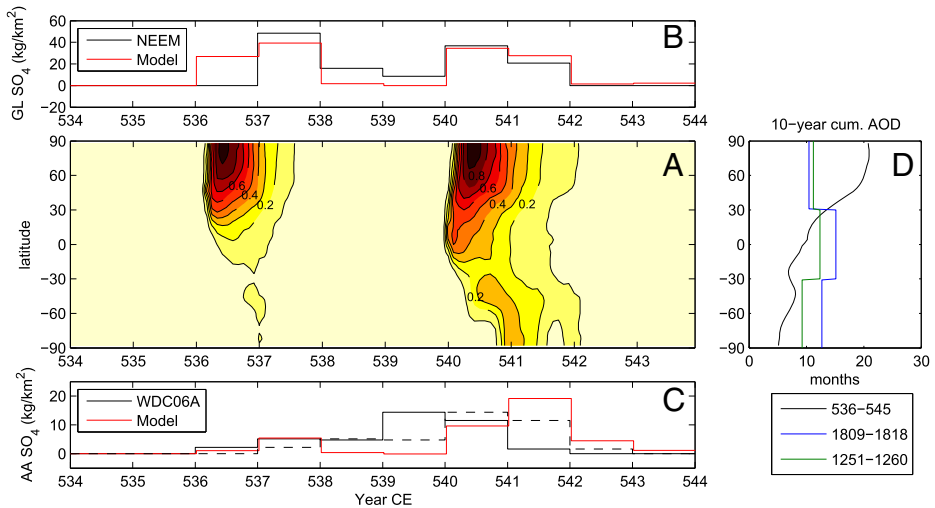 GL SO4 (kg/km2)
60
40
20
0
−20
NEEM
Model
B
534 535 536 537 538 539 540 541 542 543 544
latitude
90
60
30
0
−30
−60
−90
0.6
0.4
0.2
0.8
0.6
0.4
0.2
0.2
A
534 535 536 537 538 539 540 541 542 543
10−year cum. AOD
90
60
30
0
−30
−60
−90
D
0 10 20 30
months
536−545
1809−1818
1251−1260
AA SO4 (kg/km2)
20
10
0
WDC06A
Model
C
534 535 536 537 538 539 540 541 542 543 544
Year CE